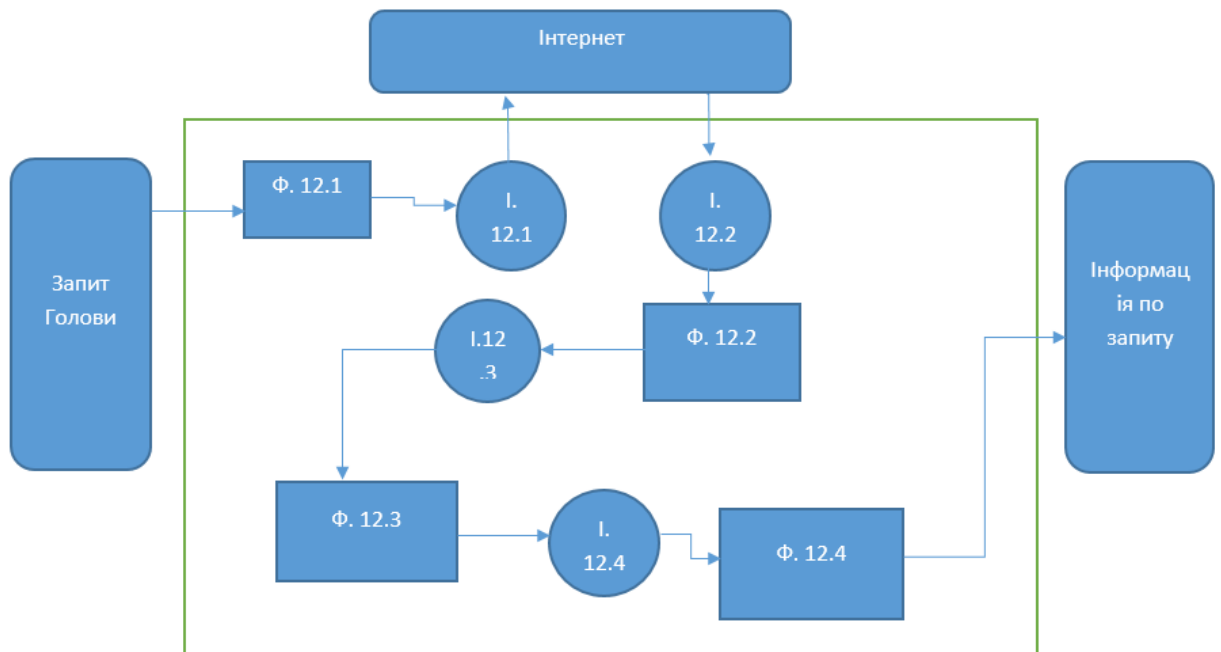 Інтернет
Ф. 12.1
І.
12.1
І.
12.2
Запит
Голови
Інформац
ія по
запиту
І.12
.3
Ф. 12.2
Ф. 12.3
І.
12.4
Ф. 12.4